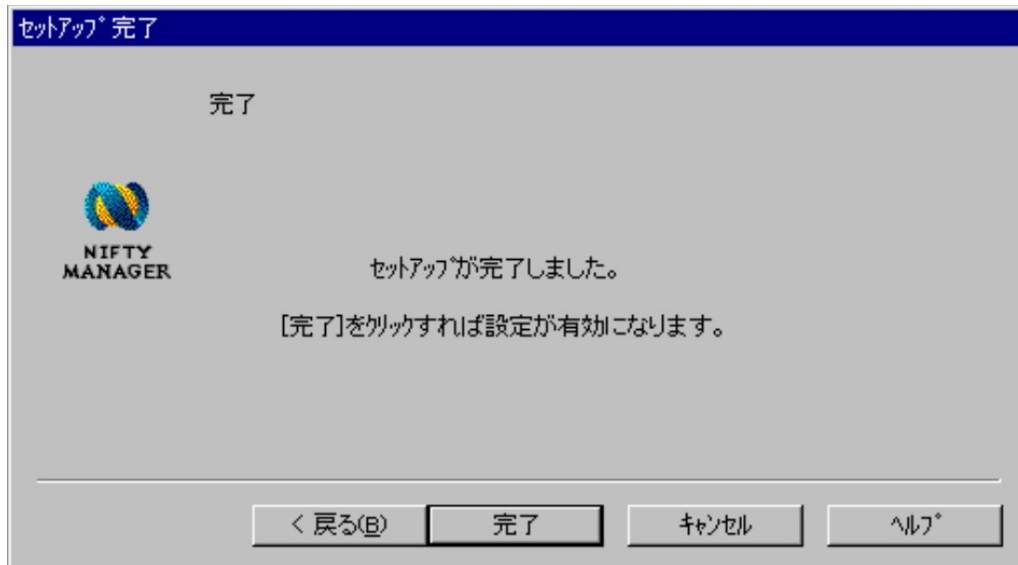 ｾｯﾄｱｯﾌﾟ完了
完了
NIFTY
MANAGER
ｾｯﾄｱｯﾌﾟが完了しました。
[完了]をｸﾘｯｸすれば設定が有効になります。
< 戻る(B)
完了
ｷｬﾝｾﾙ
ﾍﾙﾌﾟ